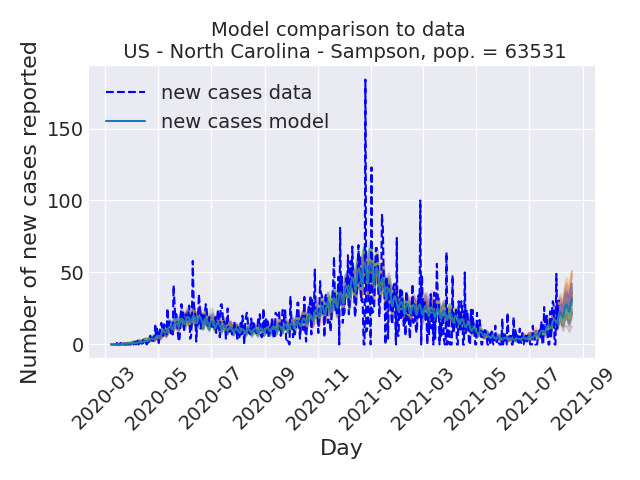 Model comparison to data
US - North Carolina - Sampson, pop. = 63531
new cases data
new cases model
Number of new cases reported
150
100
50
0
2020-03
2020-05
2020-07
2020-09
2020-11
2021-01
2021-03
2021-05
2021-07
2021-09
Day